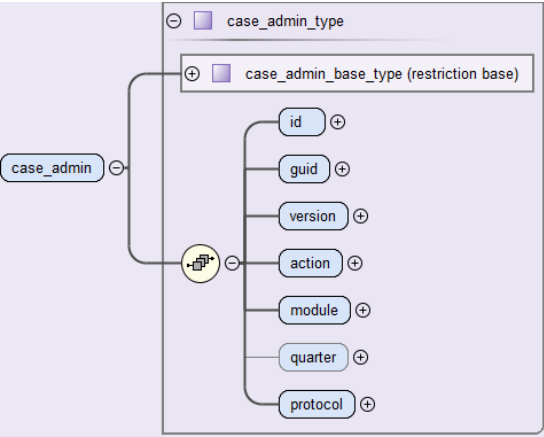 case_admin_type
case_admin_base_type (restriction base)
id
guid
case_admin
version
action
module
quarter
protocol